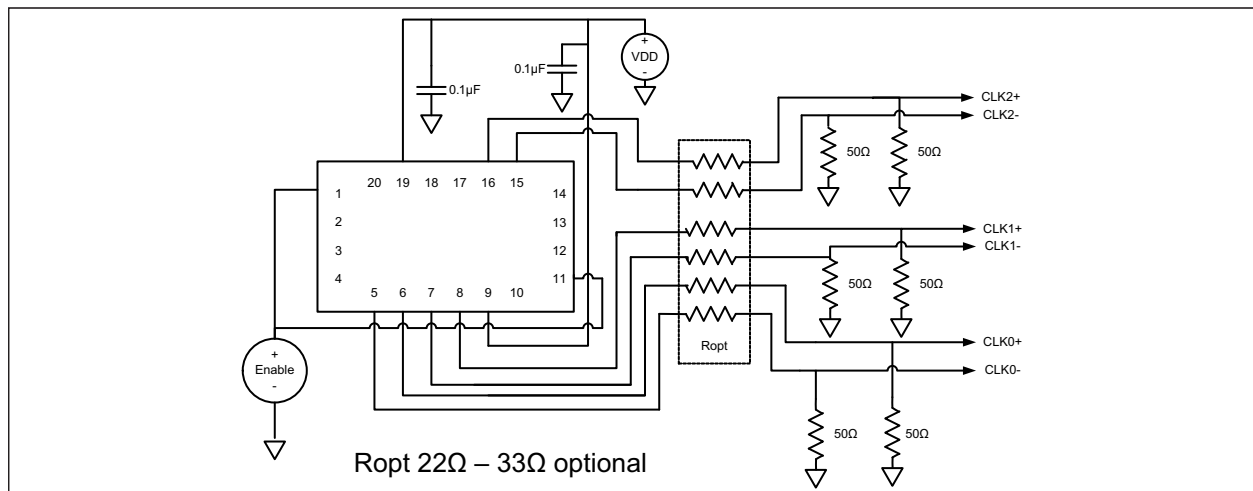 +
VDD
-
0.1µF
0.1µF
CLK2+
CLK2-
50Ω
50Ω
20 19 18 17 16 15
1
14
2
13
3
12
4
11
5 6 7 8 9 10
CLK1+
CLK1-
50Ω
50Ω
Ropt
CLK0+
CLK0-
+
Enable
-
50Ω
50Ω
Ropt 22Ω – 33Ω optional